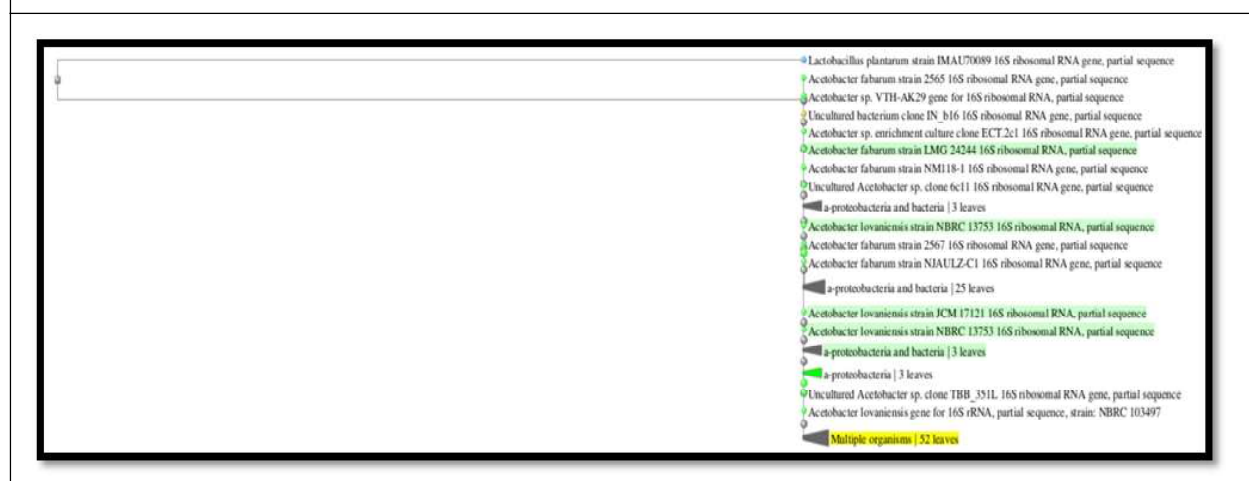 Lactobacillus plantarum strain IMAU70089 16S ribosomal RNA gene, partial sequence
Acetobacter fabarum strain 2565 16S ribosomal RNA gene, partial sequence
Acetobacter sp. VTH-AK29 gene for 16S ribosomal RNA, partial sequence
Uncultured bacterium clone IN_b16 16S ribosomal RNA gene, partial sequence
Acetobacter sp. enrichment culture clone ECT.2c1 16S ribosomal RNA gene, partial sequence
Acetobacter fabarum strain LMG 24244 16S ribosomal RNA, partial sequence
Acetobacter fabarum strain NM118-1 16S ribosomal RNA gene, partial sequence
Uncultured Acetobacter sp. clone 6c11 16S ribosomal RNA gene, partial sequence
a-proteobacteria and bacteria | 3 leaves
Acetobacter lovaniensis strain NBRC 13753 16S ribosomal RNA, partial sequence
Acetobacter fabarum strain 2567 16S ribosomal RNA gene, partial sequence
Acetobacter fabarum strain NJAULZ-C1 16S ribosomal RNA gene, partial sequence
a-proteobacteria and bacteria | 25 leaves
Acetobacter lovaniensis strain JCM 17121 16S ribosomal RNA, partial sequence
Acetobacter lovaniensis strain NBRC 13753 16S ribosomal RNA, partial sequence
a-proteobacteria and bacteria | 3 leaves
a-proteobacteria | 3 leaves
Uncultured Acetobacter sp. clone TBB_351L 16S ribosomal RNA gene, partial sequence
Acetobacter lovaniensis gene for 16S rRNA, partial sequence, strain: NBRC 103497
Multiple organisms | 52 leaves